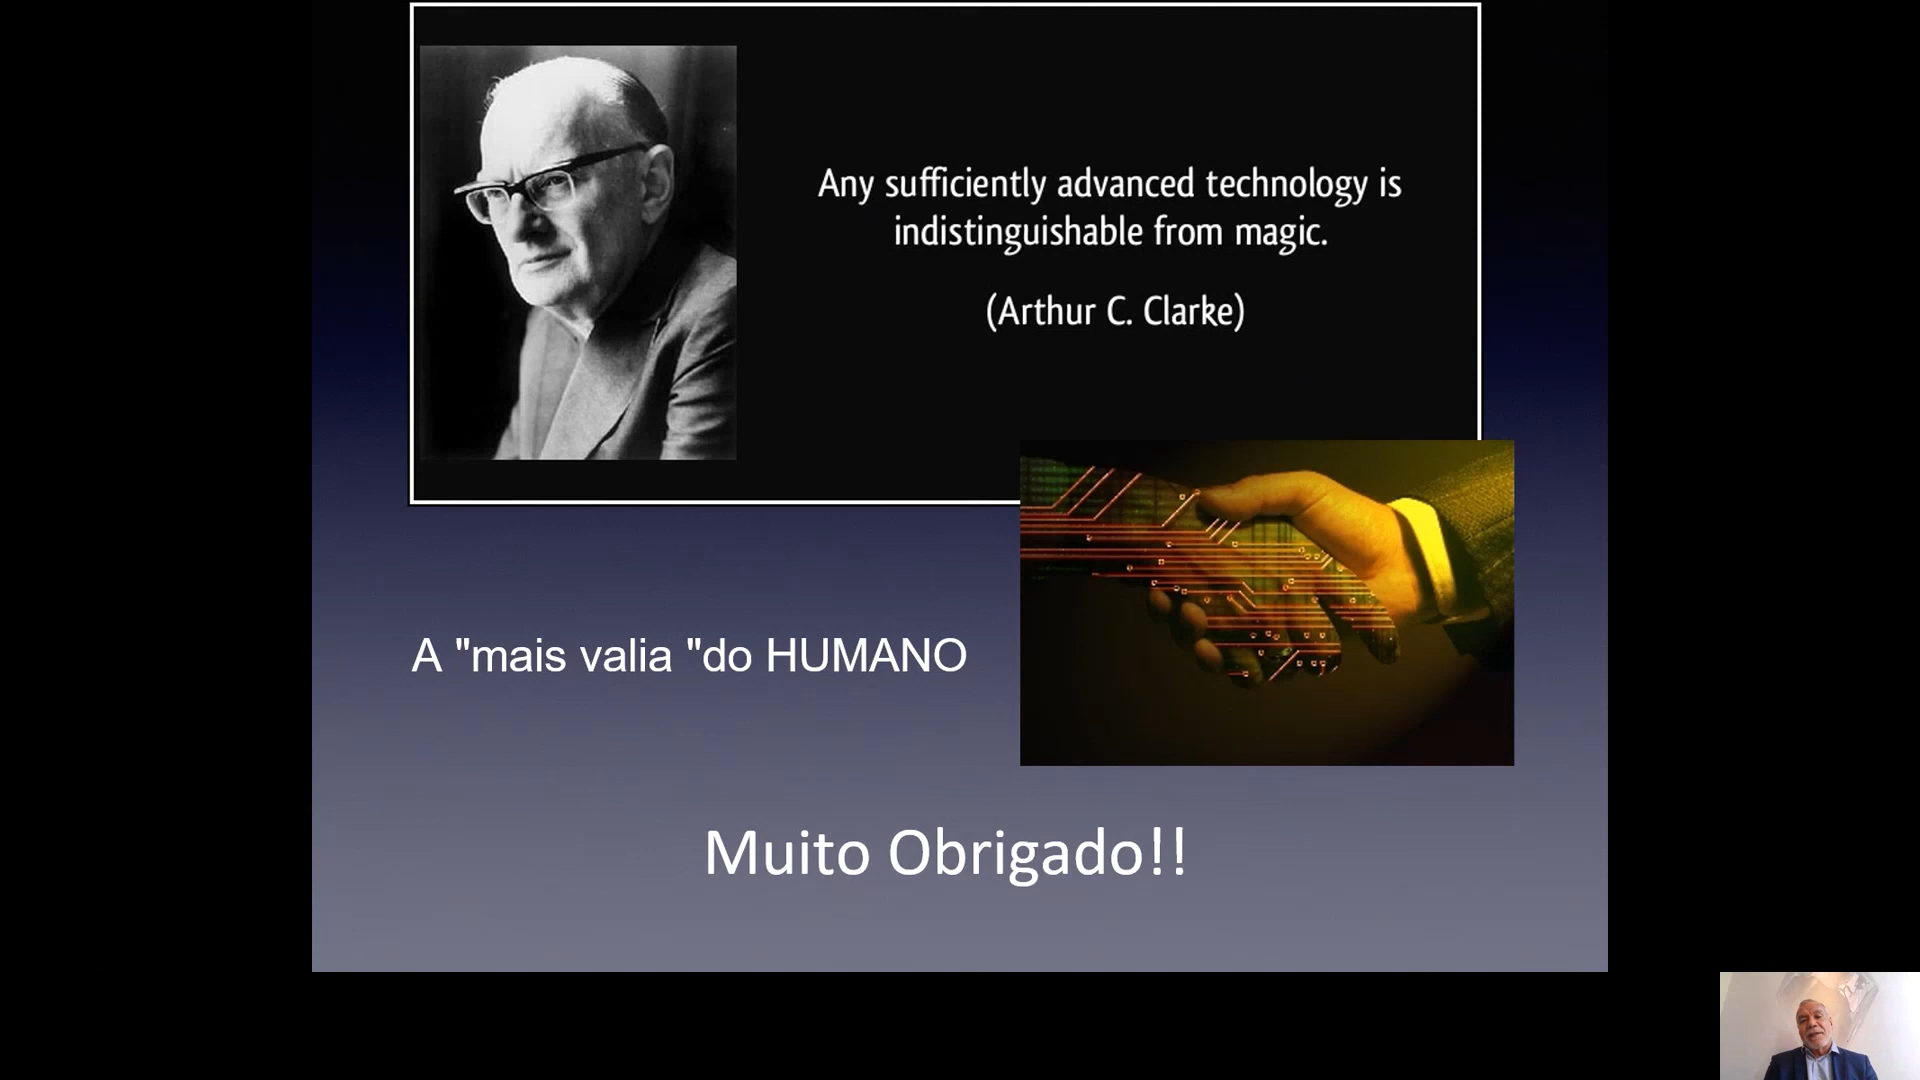 Any sufficiently advanced technology is
indistinguishable from magic.
(Arthur C. Clarke)
A "mais valia "do HUMANO
Muito Obrigado!!